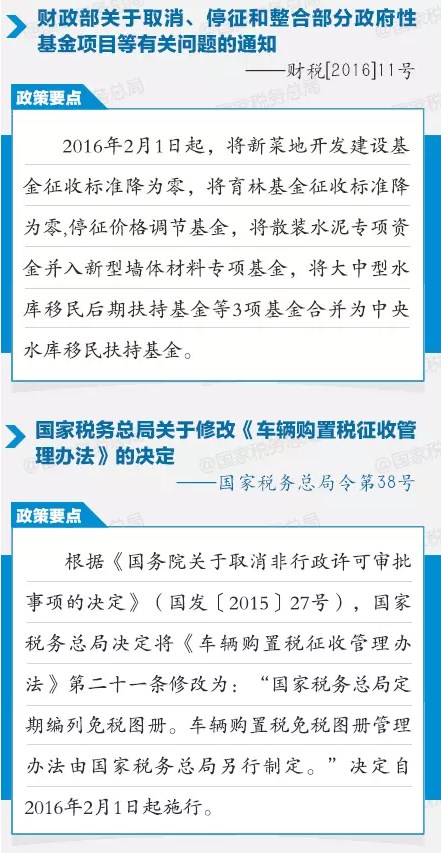 财政部关于取消、停征和整合部分政府性
基金项目等有关问题的通知
——财税[2016]11号
政策要点
2016年2月1日起，将新菜地开发建设基
金征收标准降为零，将育林基金征收标准降
为零,停征价格调节基金，将散装水泥专项资
金并入新型墙体材料专项基金，将大中型水
库移民后期扶持基金等3项基金合并为中央
水库移民扶持基金。
国家税务总局关于修改《车辆购置税征收管
理办法》的决定
——国家税务总局令第38号
政策要点
根据《国务院关于取消非行政许可审批
事项的决定》（国发〔2015〕27号），国家
税务总局决定将《车辆购置税征收管理办
法》第二十一条修改为：“国家税务总局定
期编列免税图册。车辆购置税免税图册管理
办法由国家税务总局另行制定。”决定自
2016年2月1日起施行。